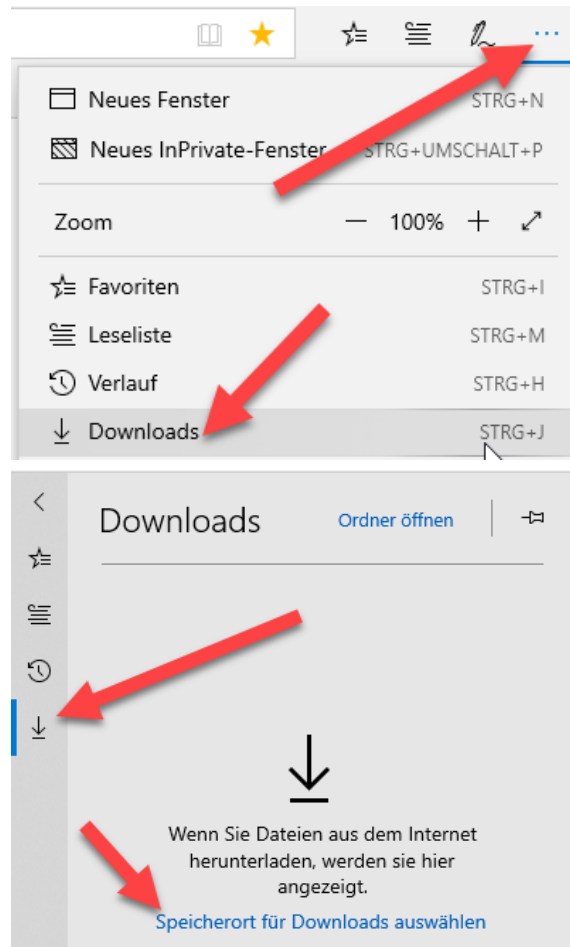 Neues Fenster STRG+N
Neues InPrivate-Fenster STRG+UMSCHALT+P
Zoom 100%
Favoriten STRG+I
Leseliste STRG+M
Verlauf STRG+H
Downloads STRG+J
Downloads Ordner öffnen
Wenn Sie Dateien aus dem Internet
herunterladen, werden sie hier
angezeigt.
Speicherort für Downloads auswählen